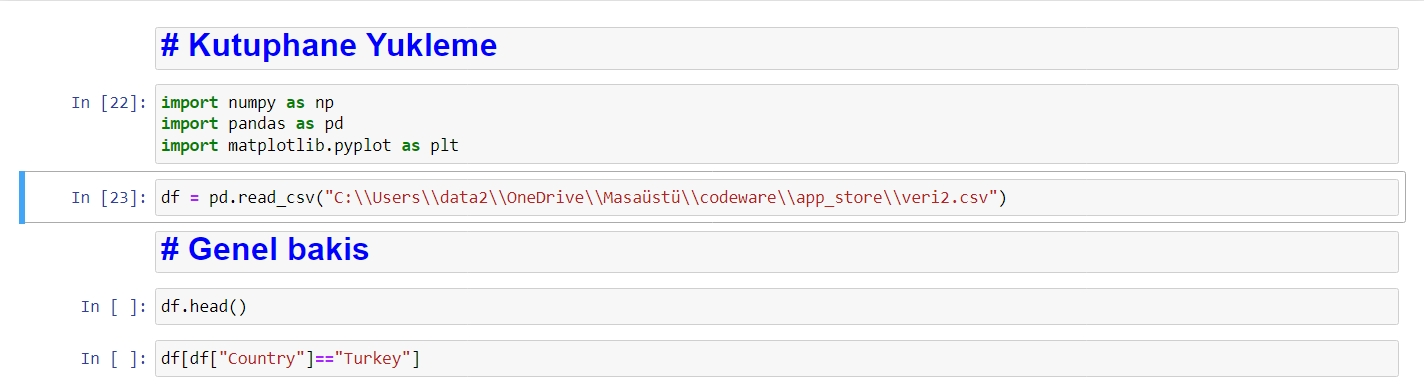 # Kutuphane Yukleme
In [22]: import numpy as np
import pandas as pd
import matplotlib.pyplot as plt
In [23]: df = pd.read_csv("C:\\Users\\data2\\OneDrive\\Masaüstü\\codeware\\app_store\\veri2.csv")
# Genel bakis
In [ ]: df.head()
In [ ]: df[df["Country"]=="Turkey"]